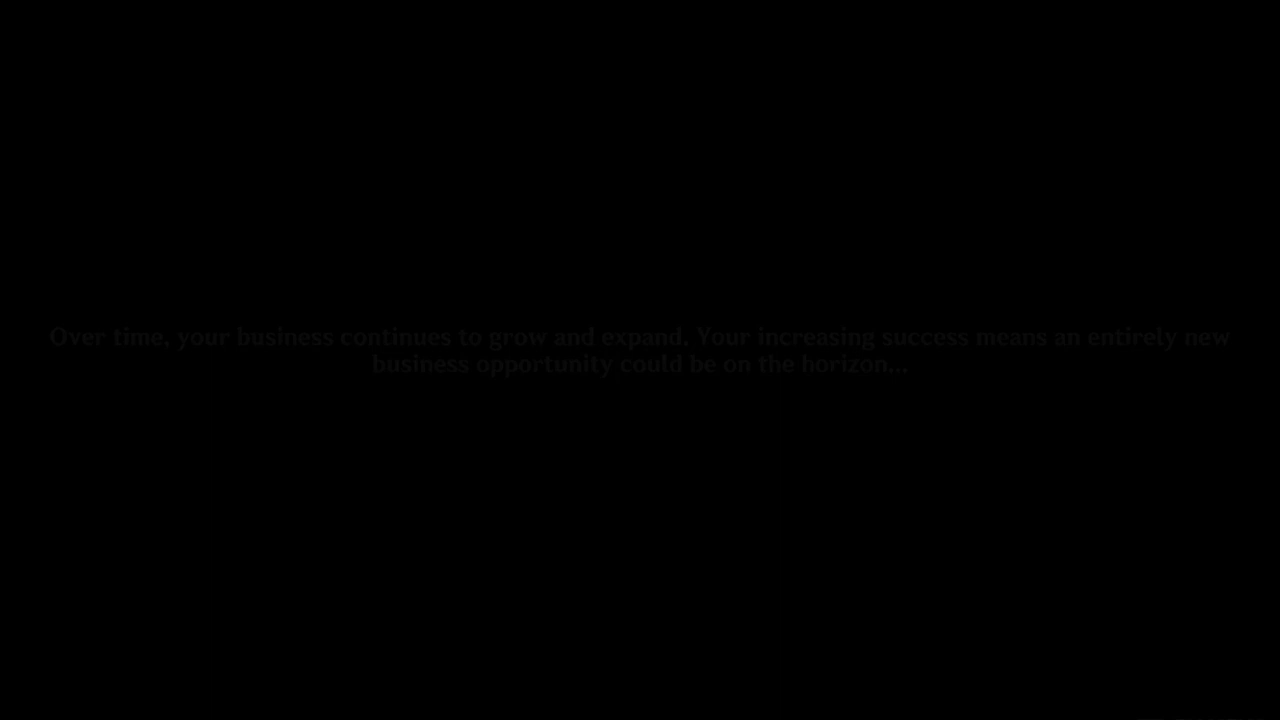 Over time, your business continues to grow and expand. Your increasing success means an entirely new
business opportunity could be on the horizon...